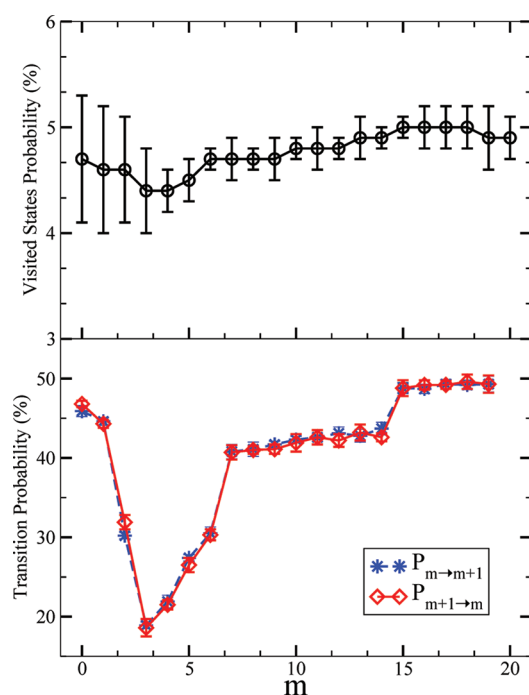 6
5
4
3
Visited States Probability (%)
50
40
30
20
Transition Probability (%)
P m→m+1
P m+1→m
0 5 10 15 20
m